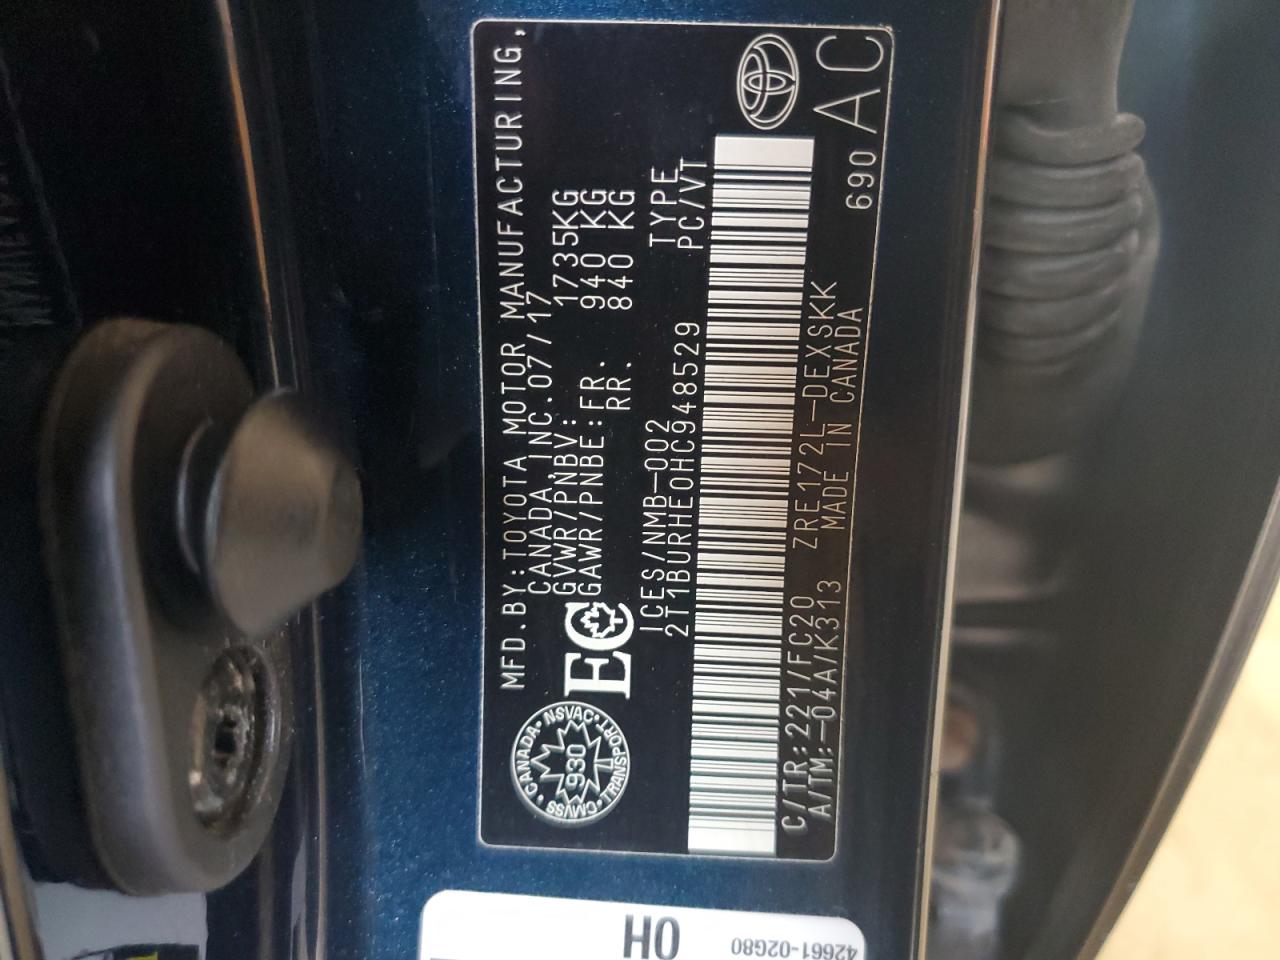 MFD.BY:TOYOTA MOTOR MANUFACTURING,
CANADA,INC.07/17
GVWR/PNBV: 1735KG
GAWR/PNBE:FR. 940 KG
RR. 840 KG
EC
CANADA NSVAC TRANSPORT CMVSS
930
ICES/NMB-002 TYPE
2T1BURHE0HC948529 PC/VT
C/TR:221/FC20 ZRE172L-DEXSKK
A/TM:-04A/K313 MADE IN CANADA
690 AC
0H
42661-02G80